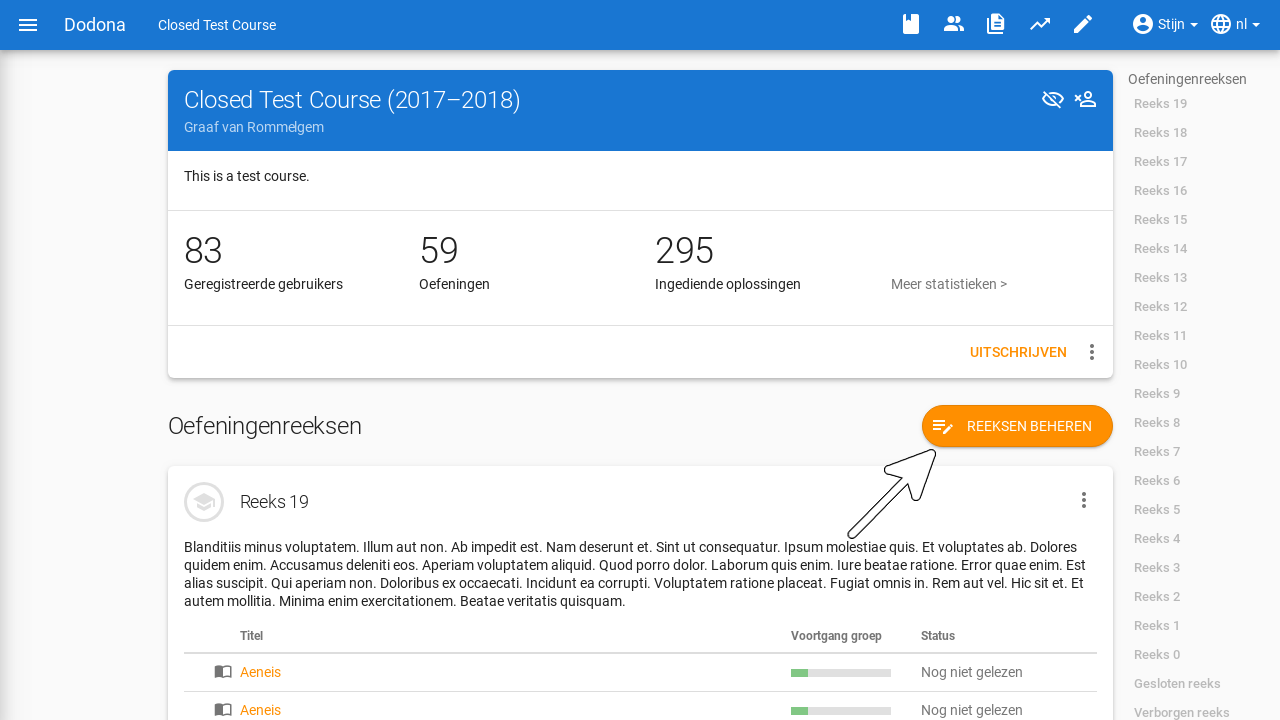 Dodona
Closed Test Course
Stijn
nl
Closed Test Course (2017–2018)
Graaf van Rommelgem
This is a test course.
83
Geregistreerde gebruikers
59
Oefeningen
295
Ingediende oplossingen
Meer statistieken >
UITSCHRIJVEN
Oefeningenreeksen
REEKSEN BEHEREN
Reeks 19
Blanditiis minus voluptatem. Illum aut non. Ab impedit est. Nam deserunt et. Sint ut consequatur. Ipsum molestiae quis. Et voluptates ab. Dolores
quidem enim. Accusamus deleniti eos. Aperiam voluptatem aliquid. Quod porro dolor. Laborum quis enim. Iure beatae ratione. Error quae enim. Est
alias suscipit. Qui aperiam non. Doloribus ex occaecati. Incidunt ea corrupti. Voluptatem ratione placeat. Fugiat omnis in. Rem aut vel. Hic sit et. Et
autem mollitia. Minima enim exercitationem. Beatae veritatis quisquam.
Titel
Voortgang groep
Status
Aeneis
Nog niet gelezen
Aeneis
Nog niet gelezen
Oefeningenreeksen
Reeks 19
Reeks 18
Reeks 17
Reeks 16
Reeks 15
Reeks 14
Reeks 13
Reeks 12
Reeks 11
Reeks 10
Reeks 9
Reeks 8
Reeks 7
Reeks 6
Reeks 5
Reeks 4
Reeks 3
Reeks 2
Reeks 1
Reeks 0
Gesloten reeks
Verborgen reeks